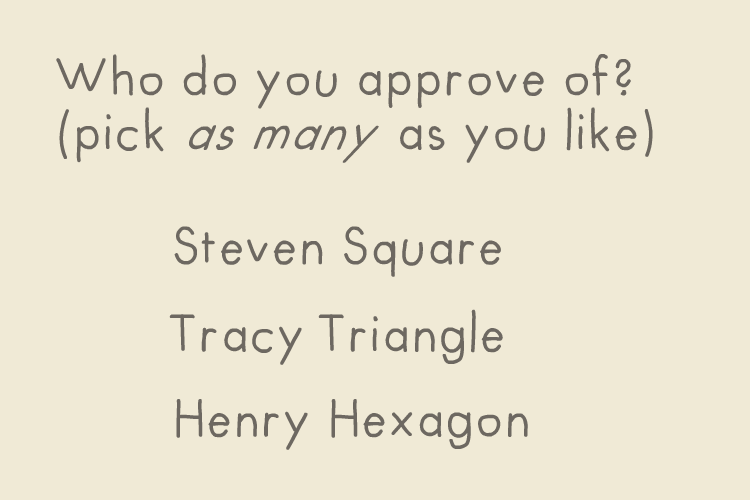 Who do you approve of?
(pick as many as you like)
Steven Square
Tracy Triangle
Henry Hexagon